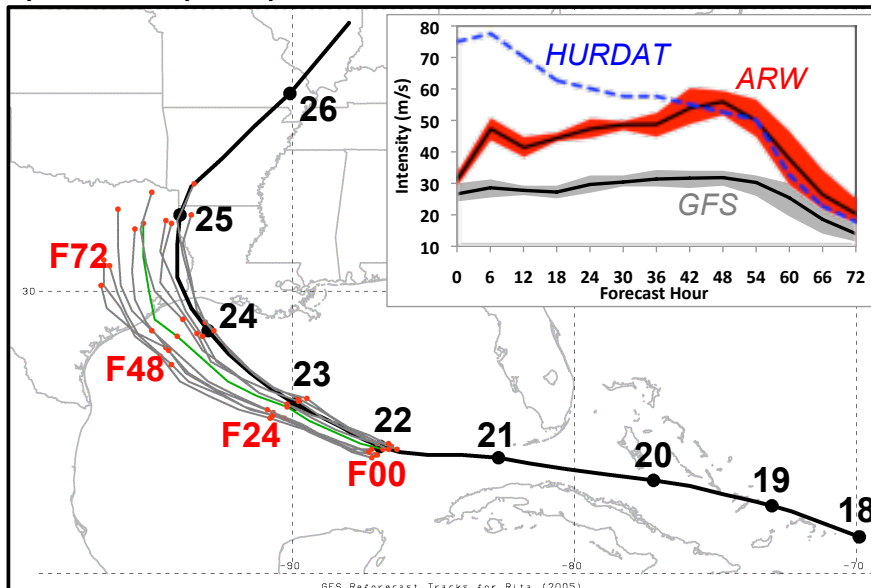 80
70
60
50
40
30
20
10
Intensity (m/s)
HURDAT
ARW
GFS
0 6 12 18 24 30 36 42 48 54 60 66 72
Forecast Hour
26
25
F72
30
24
F48
23
F24
22
F00
21
20
19
18
-90 -80 -70
GFS Reforecast Tracks for Rita (2005)